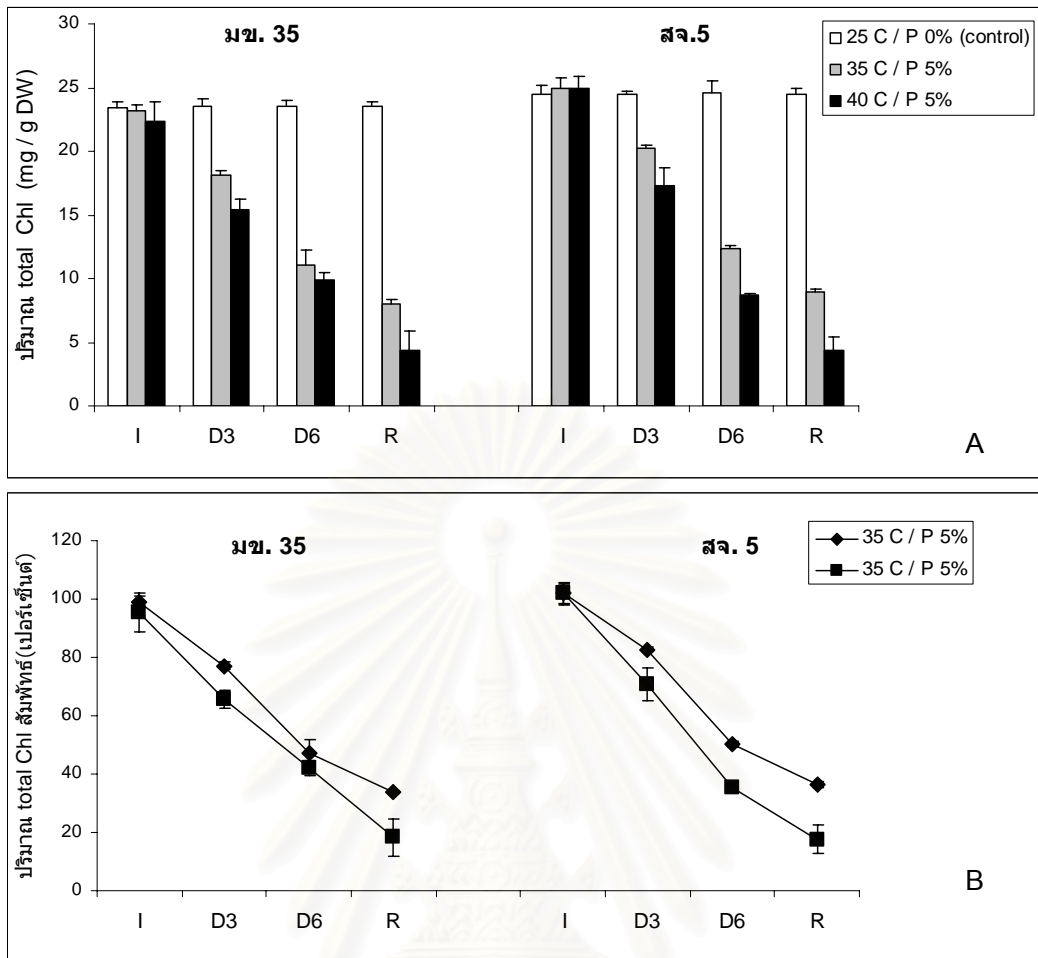 มข. 35
สจ.5
25 C / P 0% (control)
35 C / P 5%
40 C / P 5%
ปริมาณ total Chl (mg / g DW)
30
25
20
15
10
5
0
I D3 D6 R I D3 D6 R
A
มข. 35
สจ. 5
35 C / P 5%
35 C / P 5%
ปริมาณ total Chl สัมพัทธ์(เปอร์เซ็นต์)
120
100
80
60
40
20
0
I D3 D6 R I D3 D6 R
B